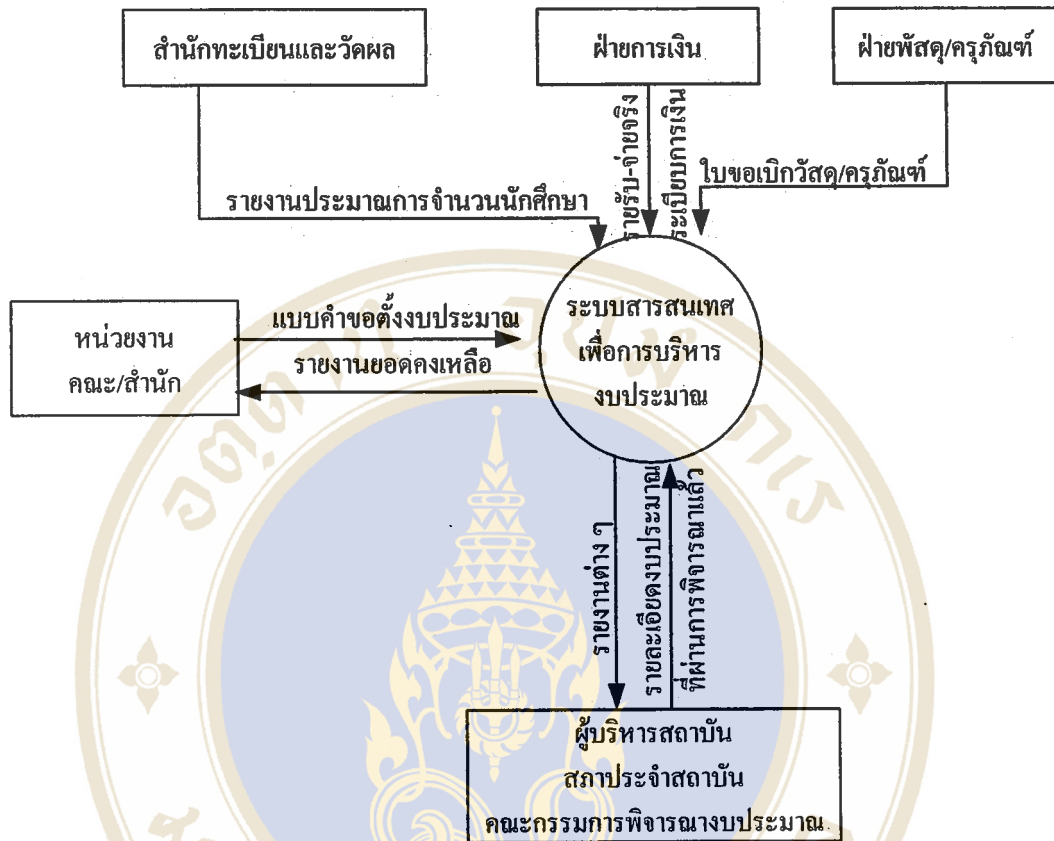 สำนักทะเบียนและวัดผล
ฝ่ายการเงิน
ฝ่ายพัสดุ/ครุภัณฑ์
รายรับ-จ่ายจริง
ระเบียบการเงิน
ใบขอเบิกวัสดุ/ครุภัณฑ์
รายงานประมาณการจำนวนนักศึกษา
หน่วยงาน
คณะ/สำนัก
แบบคำขอตั้งงบประมาณ
รายงานยอดคงเหลือ
ระบบสารสนเทศ
เพื่อการบริหาร
งบประมาณ
รายงานต่าง ๆ
รายละเอียดงบประมาณ
ที่ผ่านการพิจารณาแล้ว
ผู้บริหารสถาบัน
สภาประจำสถาบัน
คณะกรรมการพิจารณางบประมาณ